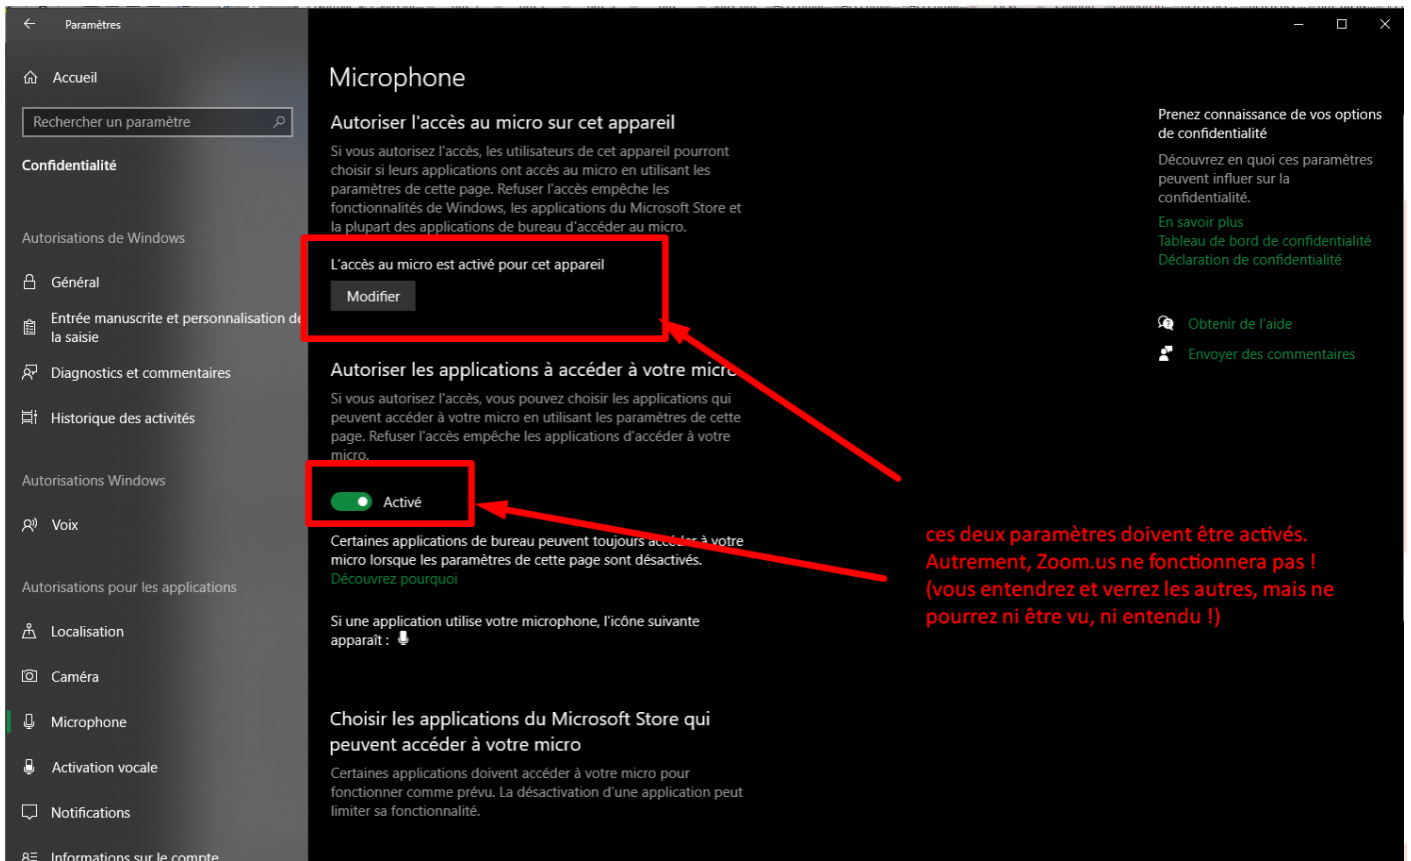 Paramètres
Accueil
Rechercher un paramètre
Confidentialité
Autorisations de Windows
Général
Entrée manuscrite et personnalisation de
la saisie
Diagnostics et commentaires
Historique des activités
Autorisations Windows
Voix
Autorisations pour les applications
Localisation
Caméra
Microphone
Activation vocale
Notifications
Informations sur le compte
Microphone
Autoriser l'accès au micro sur cet appareil
Si vous autorisez l'accès, les utilisateurs de cet appareil pourront
choisir si leurs applications ont accès au micro en utilisant les
paramètres de cette page. Refuser l'accès empêche les
fonctionnalités de Windows, les applications du Microsoft Store et
la plupart des applications de bureau d'accéder au micro.
L'accès au micro est activé pour cet appareil
Modifier
Autoriser les applications à accéder à votre micro
Si vous autorisez l'accès, vous pouvez choisir les applications qui
peuvent accéder à votre micro en utilisant les paramètres de cette
page. Refuser l'accès empêche les applications d'accéder à votre
micro.
Activé
Certaines applications de bureau peuvent toujours accéder à votre
micro lorsque les paramètres de cette page sont désactivés.
Découvrez pourquoi
Si une application utilise votre microphone, l'icône suivante
apparaît :
Choisir les applications du Microsoft Store qui
peuvent accéder à votre micro
Certaines applications doivent accéder à votre micro pour
fonctionner comme prévu. La désactivation d'une application peut
limiter sa fonctionnalité.
Prenez connaissance de vos options
de confidentialité
Découvrez en quoi ces paramètres
peuvent influer sur la
confidentialité.
En savoir plus
Tableau de bord de confidentialité
Déclaration de confidentialité
Obtenir de l'aide
Envoyer des commentaires
ces deux paramètres doivent être activés.
Autrement, Zoom.us ne fonctionnera pas !
(vous entendrez et verrez les autres, mais ne
pourrez ni être vu, ni entendu !)